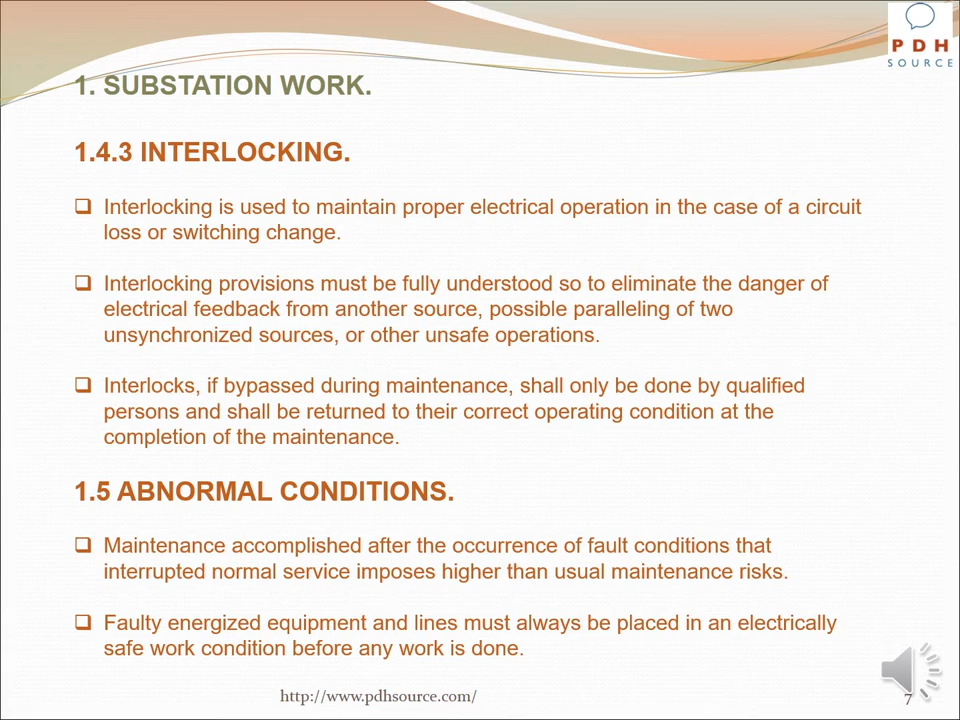 PDH
SOURCE
1. SUBSTATION WORK.
1.4.3 INTERLOCKING.
Interlocking is used to maintain proper electrical operation in the case of a circuit
loss or switching change.
Interlocking provisions must be fully understood so to eliminate the danger of
electrical feedback from another source, possible paralleling of two
unsynchronized sources, or other unsafe operations.
Interlocks, if bypassed during maintenance, shall only be done by qualified
persons and shall be returned to their correct operating condition at the
completion of the maintenance.
1.5 ABNORMAL CONDITIONS.
Maintenance accomplished after the occurrence of fault conditions that
interrupted normal service imposes higher than usual maintenance risks.
Faulty energized equipment and lines must always be placed in an electrically
safe work condition before any work is done.
http://www.pdhsource.com/
7